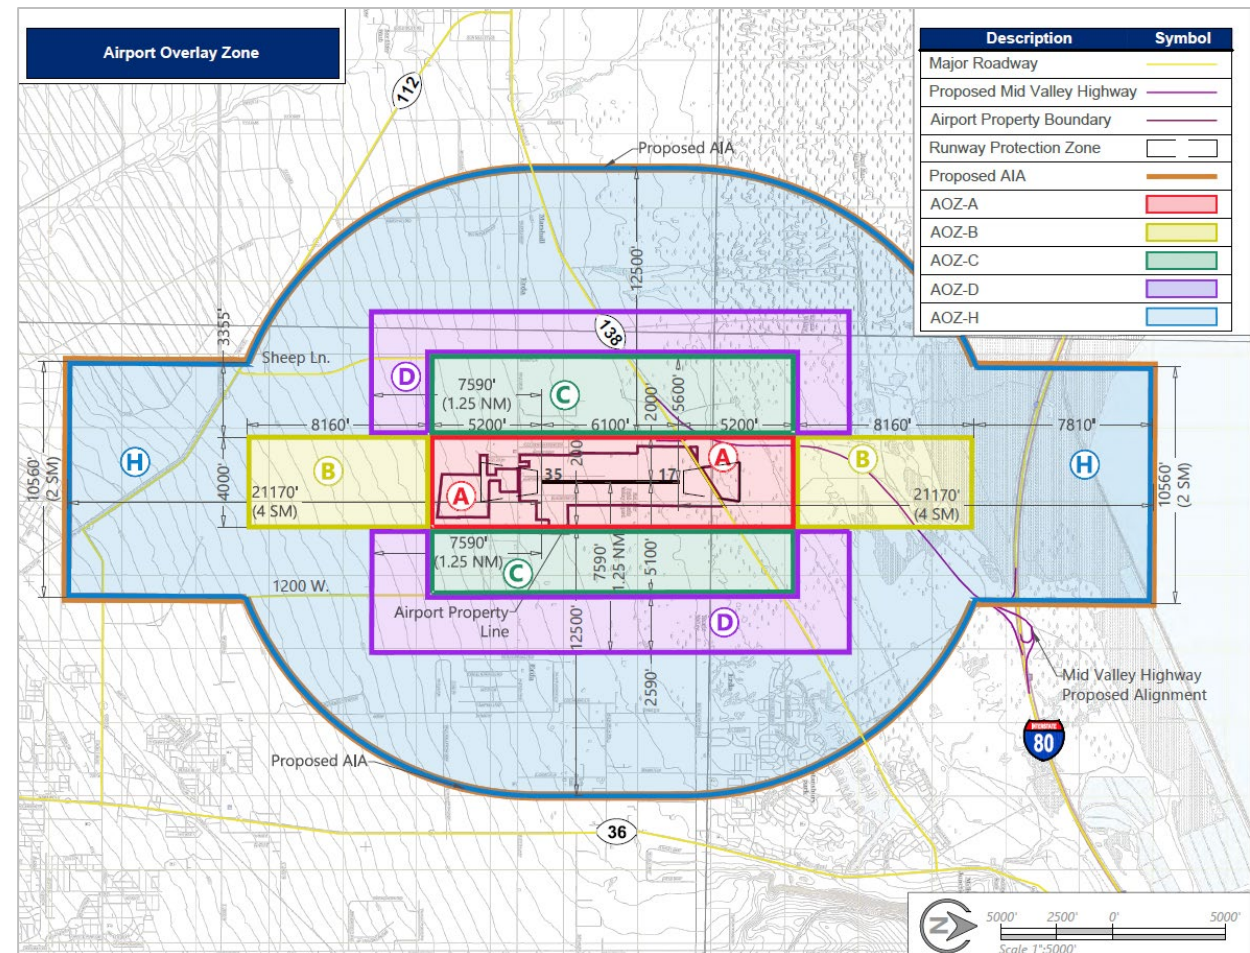 Airport Overlay Zone
Description Symbol
Major Roadway
Proposed Mid Valley Highway
Airport Property Boundary
Runway Protection Zone
Proposed AIA
AOZ-A
AOZ-B
AOZ-C
AOZ-D
AOZ-H
112
Proposed AIA
12500'
3355'
138
Sheep Ln.
D
7590'
(1.25 NM)
C
2000'
5600'
8160'
5200'
6100'
5200'
8160'
7810'
10560'
(2 SM)
H
4000'
B
A
35
17
A
B
H
10560'
(2 SM)
21170'
(4 SM)
21170'
(4 SM)
7590'
(1.25 NM)
C
7590'
1.25 NM
5100'
1200 W.
Airport Property
Line
12500'
D
2590'
Mid Valley Highway
Proposed Alignment
INTERSTATE
80
Proposed AIA
36
N
5000' 2500' 0' 5000'
Scale 1":5000'